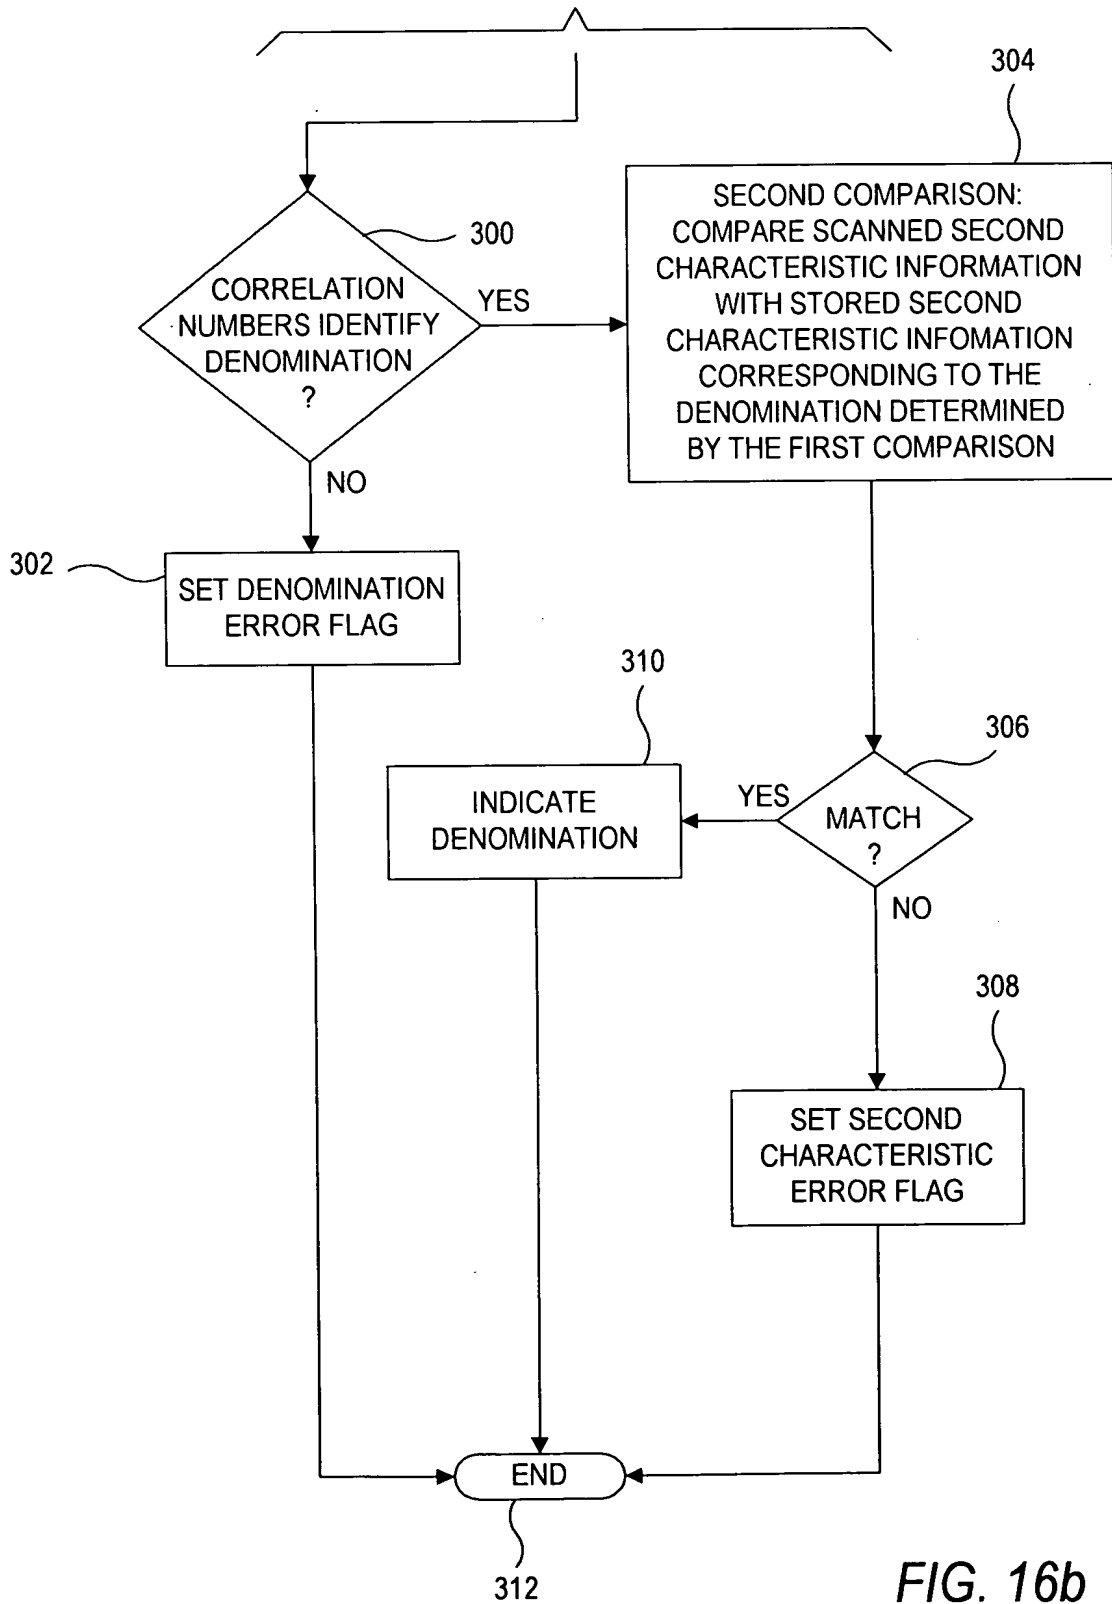 304
SECOND COMPARISON:
COMPARE SCANNED SECOND
CHARACTERISTIC INFORMATION
WITH STORED SECOND
CHARACTERISTIC INFOMATION
CORRESPONDING TO THE
DENOMINATION DETERMINED
BY THE FIRST COMPARISON
300
CORRELATION
NUMBERS IDENTIFY
DENOMINATION
?
YES
NO
302
SET DENOMINATION
ERROR FLAG
310
INDICATE
DENOMINATION
306
YES
MATCH
?
NO
308
SET SECOND
CHARACTERISTIC
ERROR FLAG
END
312
FIG. 16b